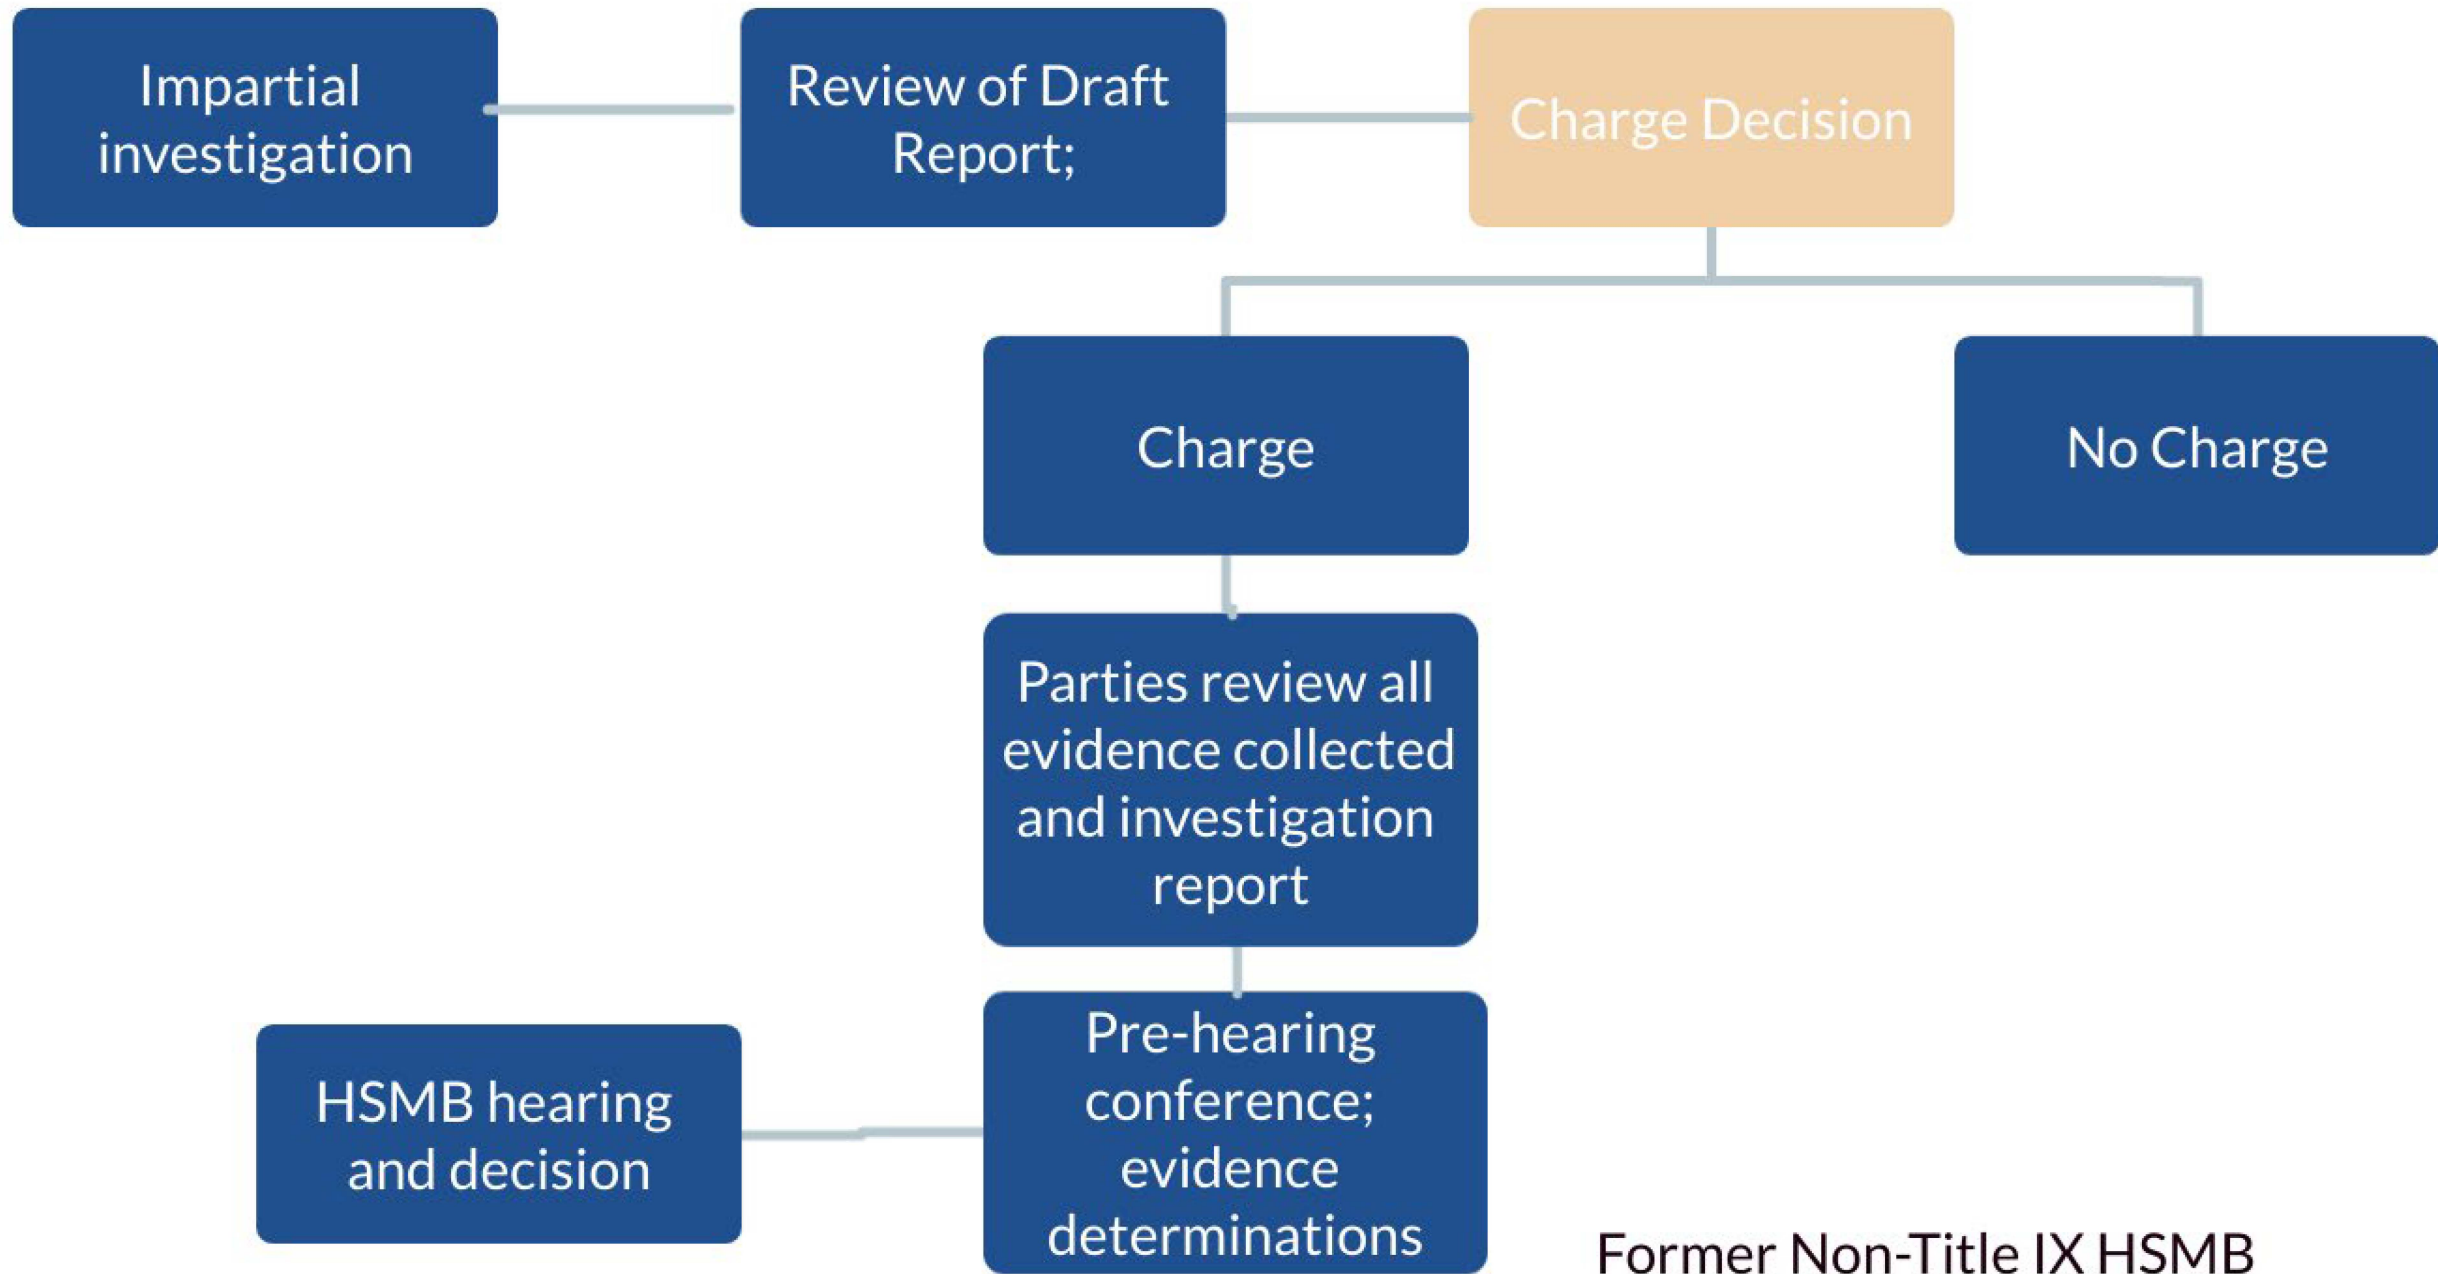 Impartial
investigation
Review of Draft
Report;
Charge Decision
Charge
No Charge
Parties review all
evidence collected
and investigation
report
Pre-hearing
conference;
evidence
determinations
HSMB hearing
and decision
Former Non-Title IX HSMB